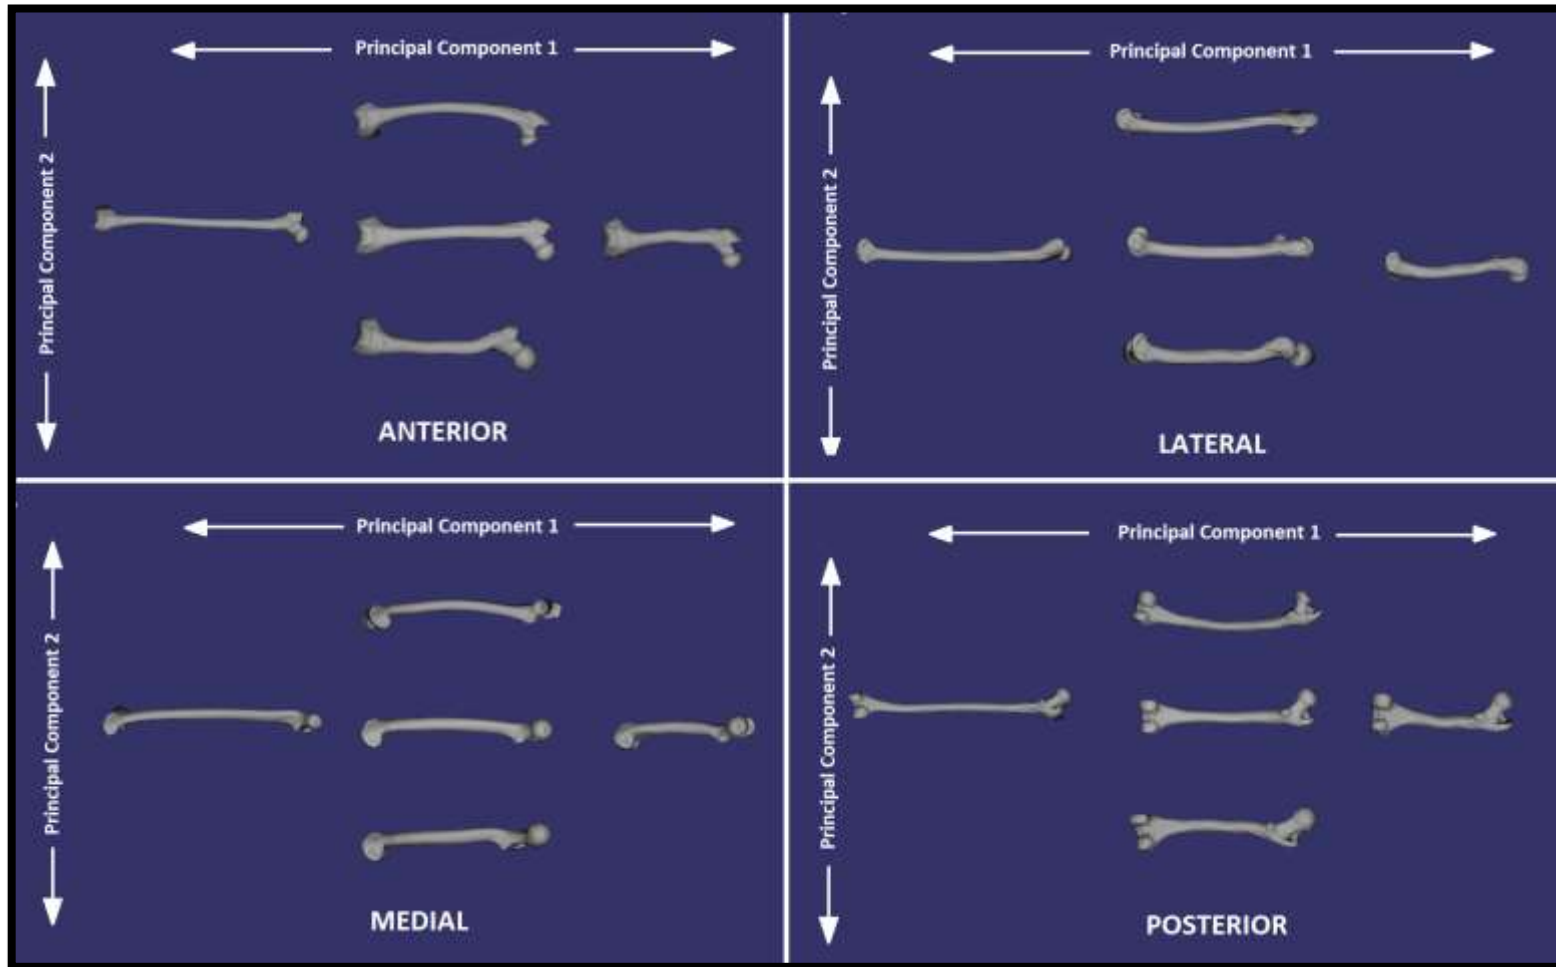 Principal Component 1
Principal Component 2
ANTERIOR
Principal Component 1
Principal Component 2
LATERAL
Principal Component 1
Principal Component 2
MEDIAL
Principal Component 1
Principal Component 2
POSTERIOR